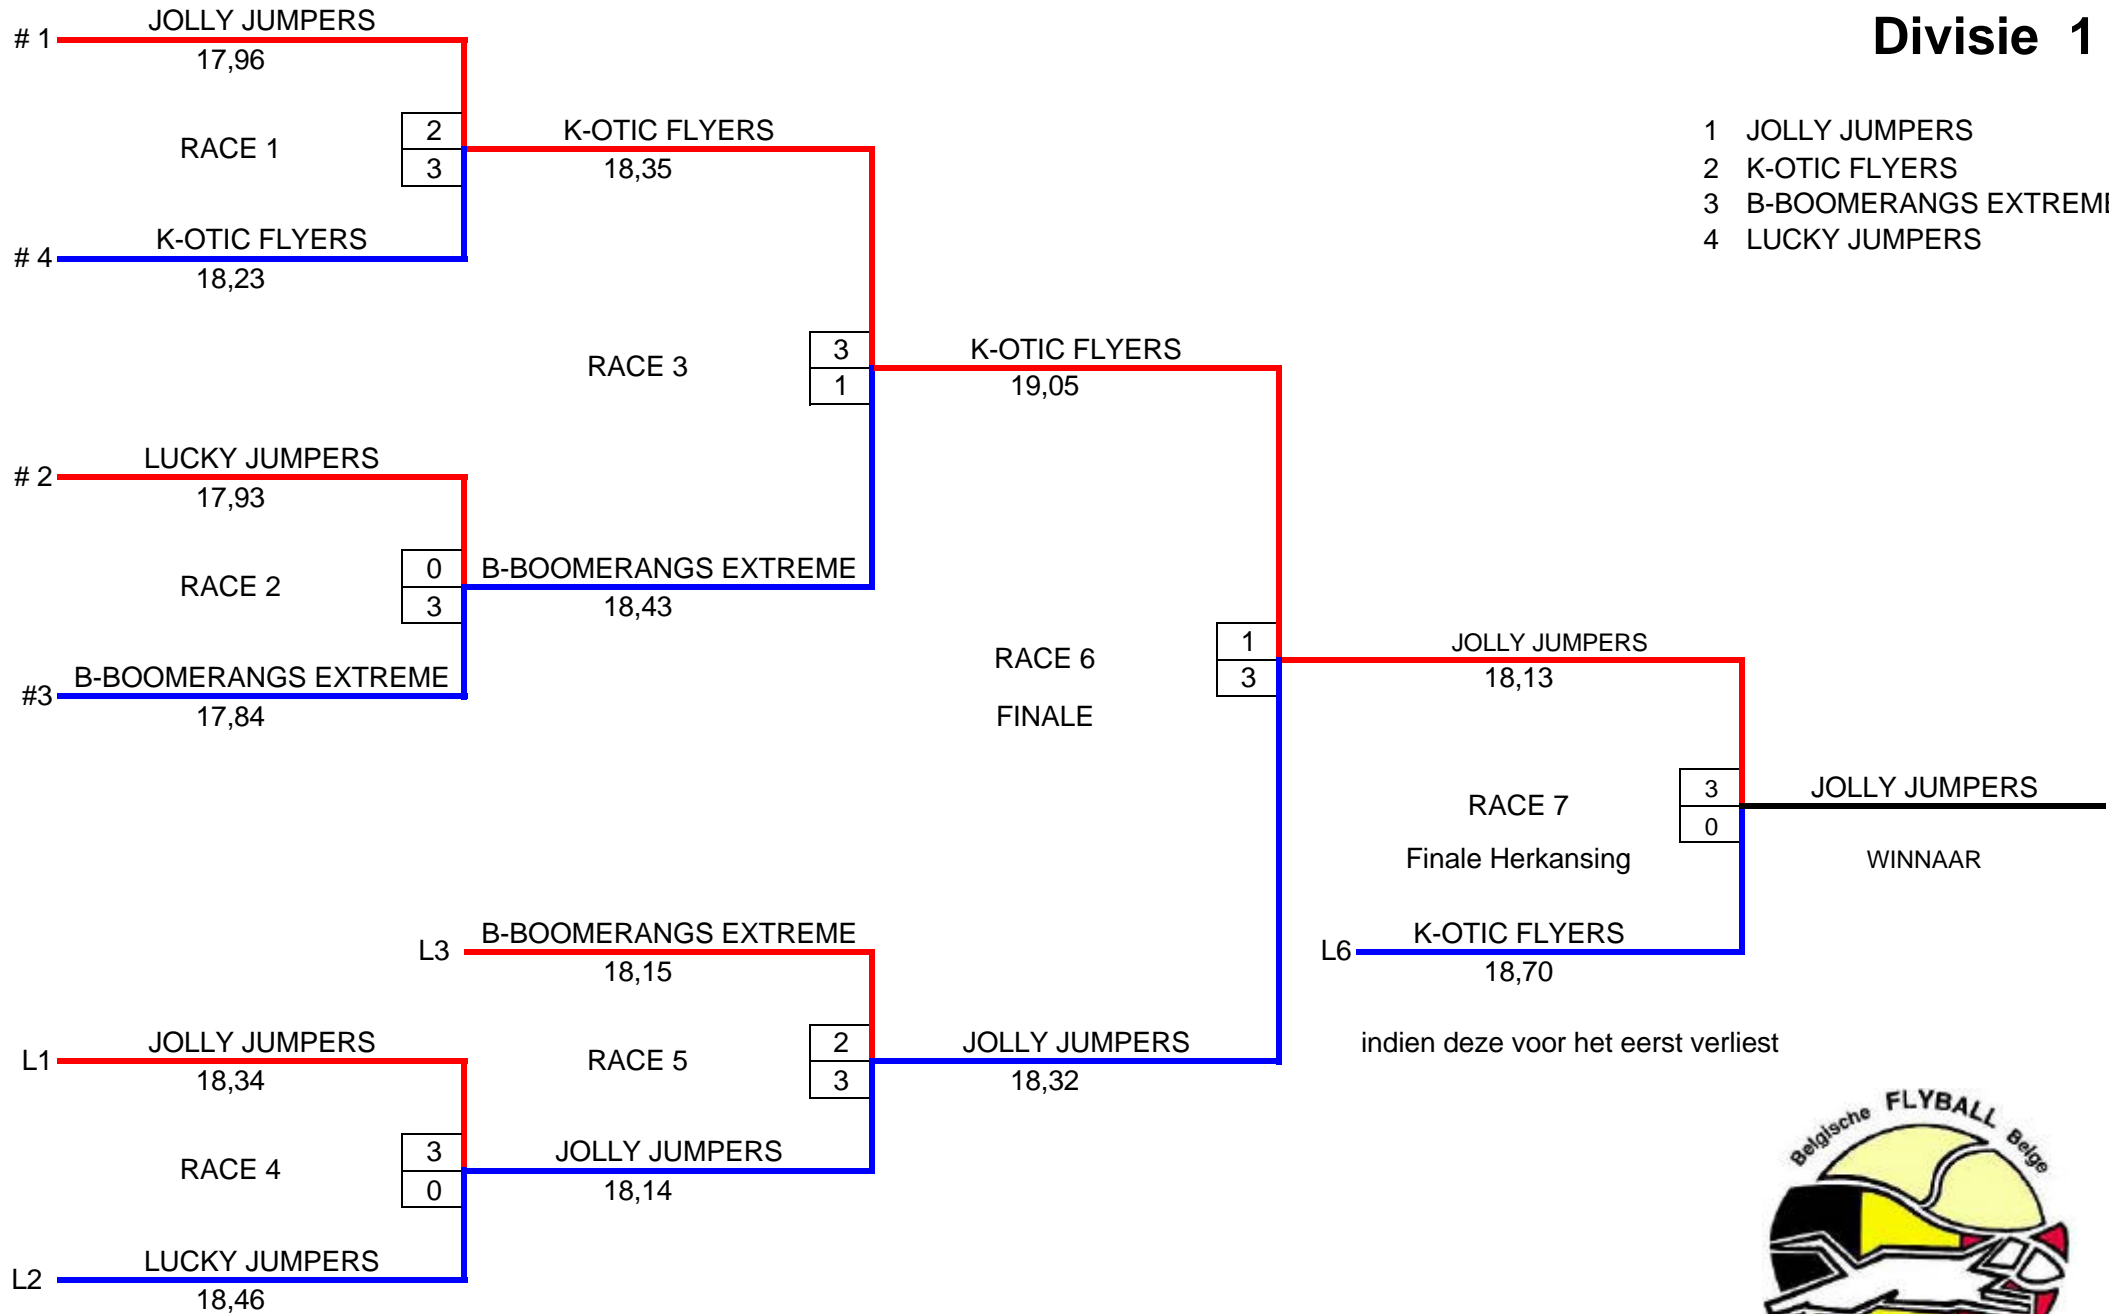 Divisie 1
1 JOLLY JUMPERS
2 K-OTIC FLYERS
3 B-BOOMERANGS EXTREME
4 LUCKY JUMPERS
# 1 JOLLY JUMPERS
17,96
RACE 1
2
3
# 4 K-OTIC FLYERS
18,23
K-OTIC FLYERS
18,35
RACE 3
3
1
# 2 LUCKY JUMPERS
17,93
RACE 2
0
3
#3 B-BOOMERANGS EXTREME
17,84
B-BOOMERANGS EXTREME
18,43
K-OTIC FLYERS
19,05
RACE 6
FINALE
1
3
JOLLY JUMPERS
18,13
RACE 7
Finale Herkansing
3
0
JOLLY JUMPERS
WINNAAR
L6 K-OTIC FLYERS
18,70
indien deze voor het eerst verliest
L3 B-BOOMERANGS EXTREME
18,15
RACE 5
2
3
JOLLY JUMPERS
18,32
L1 JOLLY JUMPERS
18,34
RACE 4
3
0
JOLLY JUMPERS
18,14
L2 LUCKY JUMPERS
18,46
Belgische FLYBALL Belge